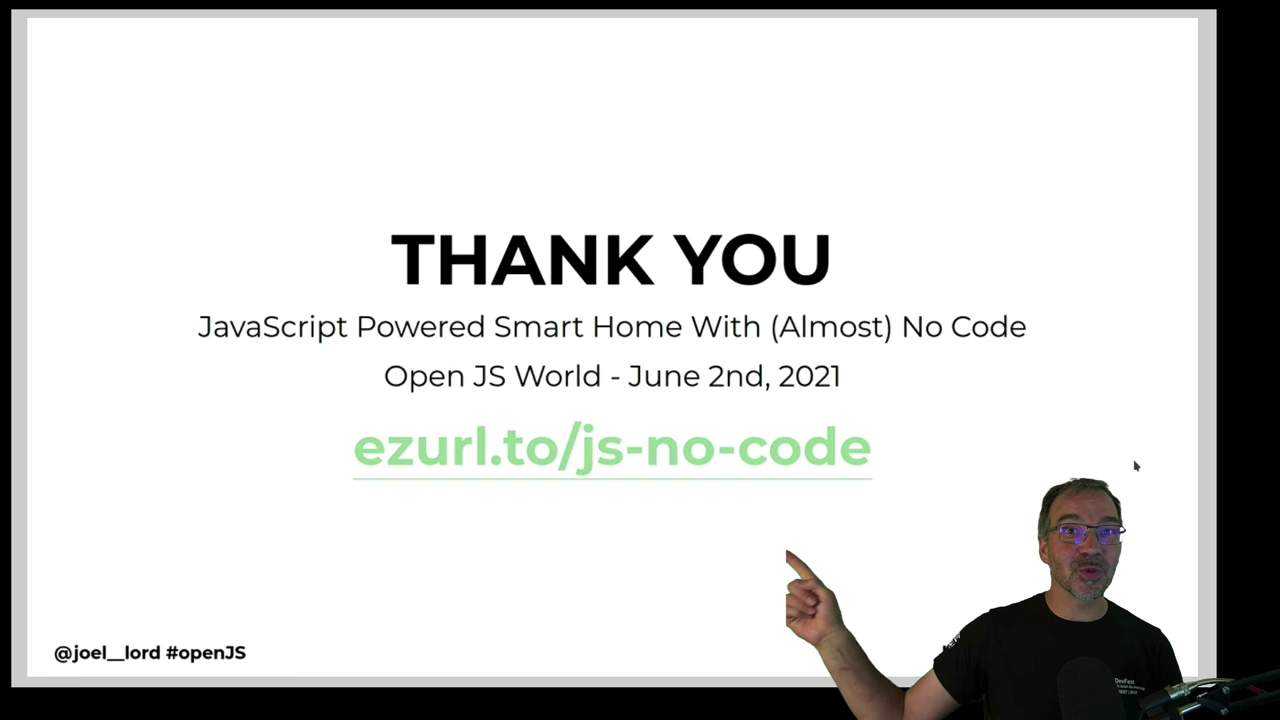 THANK YOU
JavaScript Powered Smart Home With (Almost) No Code
Open JS World - June 2nd, 2021
ezurl.to/js-no-code
@joel__lord #openJS
DevFest